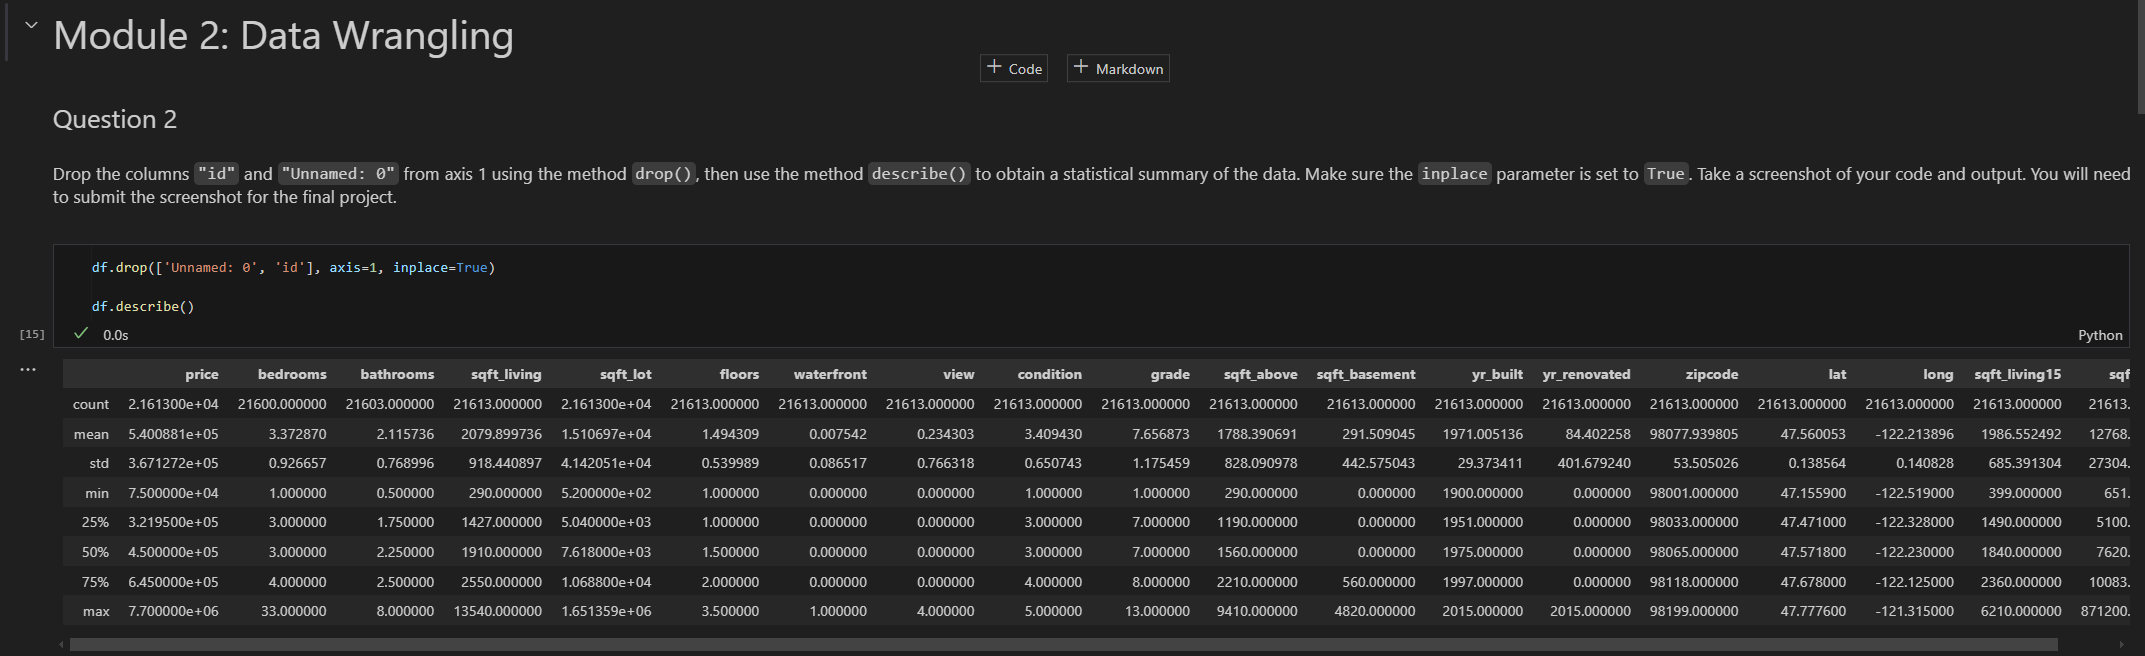 Module 2: Data Wrangling
+ Code + Markdown
Question 2
Drop the columns "id" and "Unnamed: 0" from axis 1 using the method drop(), then use the method describe() to obtain a statistical summary of the data. Make sure the inplace parameter is set to True. Take a screenshot of your code and output. You will need
to submit the screenshot for the final project.
df.drop(['Unnamed: 0', 'id'], axis=1, inplace=True)
df.describe()
[15] 0.0s Python
...
price bedrooms bathrooms sqft_living sqft_lot floors waterfront view condition grade sqft_above sqft_basement yr_built yr_renovated zipcode lat long sqft_living15 sqf
count 2.161300e+04 21600.000000 21603.000000 21613.000000 2.161300e+04 21613.000000 21613.000000 21613.000000 21613.000000 21613.000000 21613.000000 21613.000000 21613.000000 21613.000000 21613.000000 21613.000000 21613.000000 21613.000000 21613.
mean 5.400881e+05 3.372870 2.115736 2079.899736 1.510697e+04 1.494309 0.007542 0.234303 3.409430 7.656873 1788.390691 291.509045 1971.005136 84.402258 98077.939805 47.560053 -122.213896 1986.552492 12768.
std 3.671272e+05 0.926657 0.768996 918.440897 4.142051e+04 0.539989 0.086517 0.766318 0.650743 1.175459 828.090978 442.575043 29.373411 401.679240 53.505026 0.138564 0.140828 685.391304 27304.
min 7.500000e+04 1.000000 0.500000 290.000000 5.200000e+02 1.000000 0.000000 0.000000 1.000000 1.000000 290.000000 0.000000 1900.000000 0.000000 98001.000000 47.155900 -122.519000 399.000000 651.
25% 3.219500e+05 3.000000 1.750000 1427.000000 5.040000e+03 1.000000 0.000000 0.000000 3.000000 7.000000 1190.000000 0.000000 1951.000000 0.000000 98033.000000 47.471000 -122.328000 1490.000000 5100.
50% 4.500000e+05 3.000000 2.250000 1910.000000 7.618000e+03 1.500000 0.000000 0.000000 3.000000 7.000000 1560.000000 0.000000 1975.000000 0.000000 98065.000000 47.571800 -122.230000 1840.000000 7620.
75% 6.450000e+05 4.000000 2.500000 2550.000000 1.068800e+04 2.000000 0.000000 0.000000 4.000000 8.000000 2210.000000 560.000000 1997.000000 0.000000 98118.000000 47.678000 -122.125000 2360.000000 10083.
max 7.700000e+06 33.000000 8.000000 13540.000000 1.651359e+06 3.500000 1.000000 4.000000 5.000000 13.000000 9410.000000 4820.000000 2015.000000 2015.000000 98199.000000 47.777600 -121.315000 6210.000000 871200.